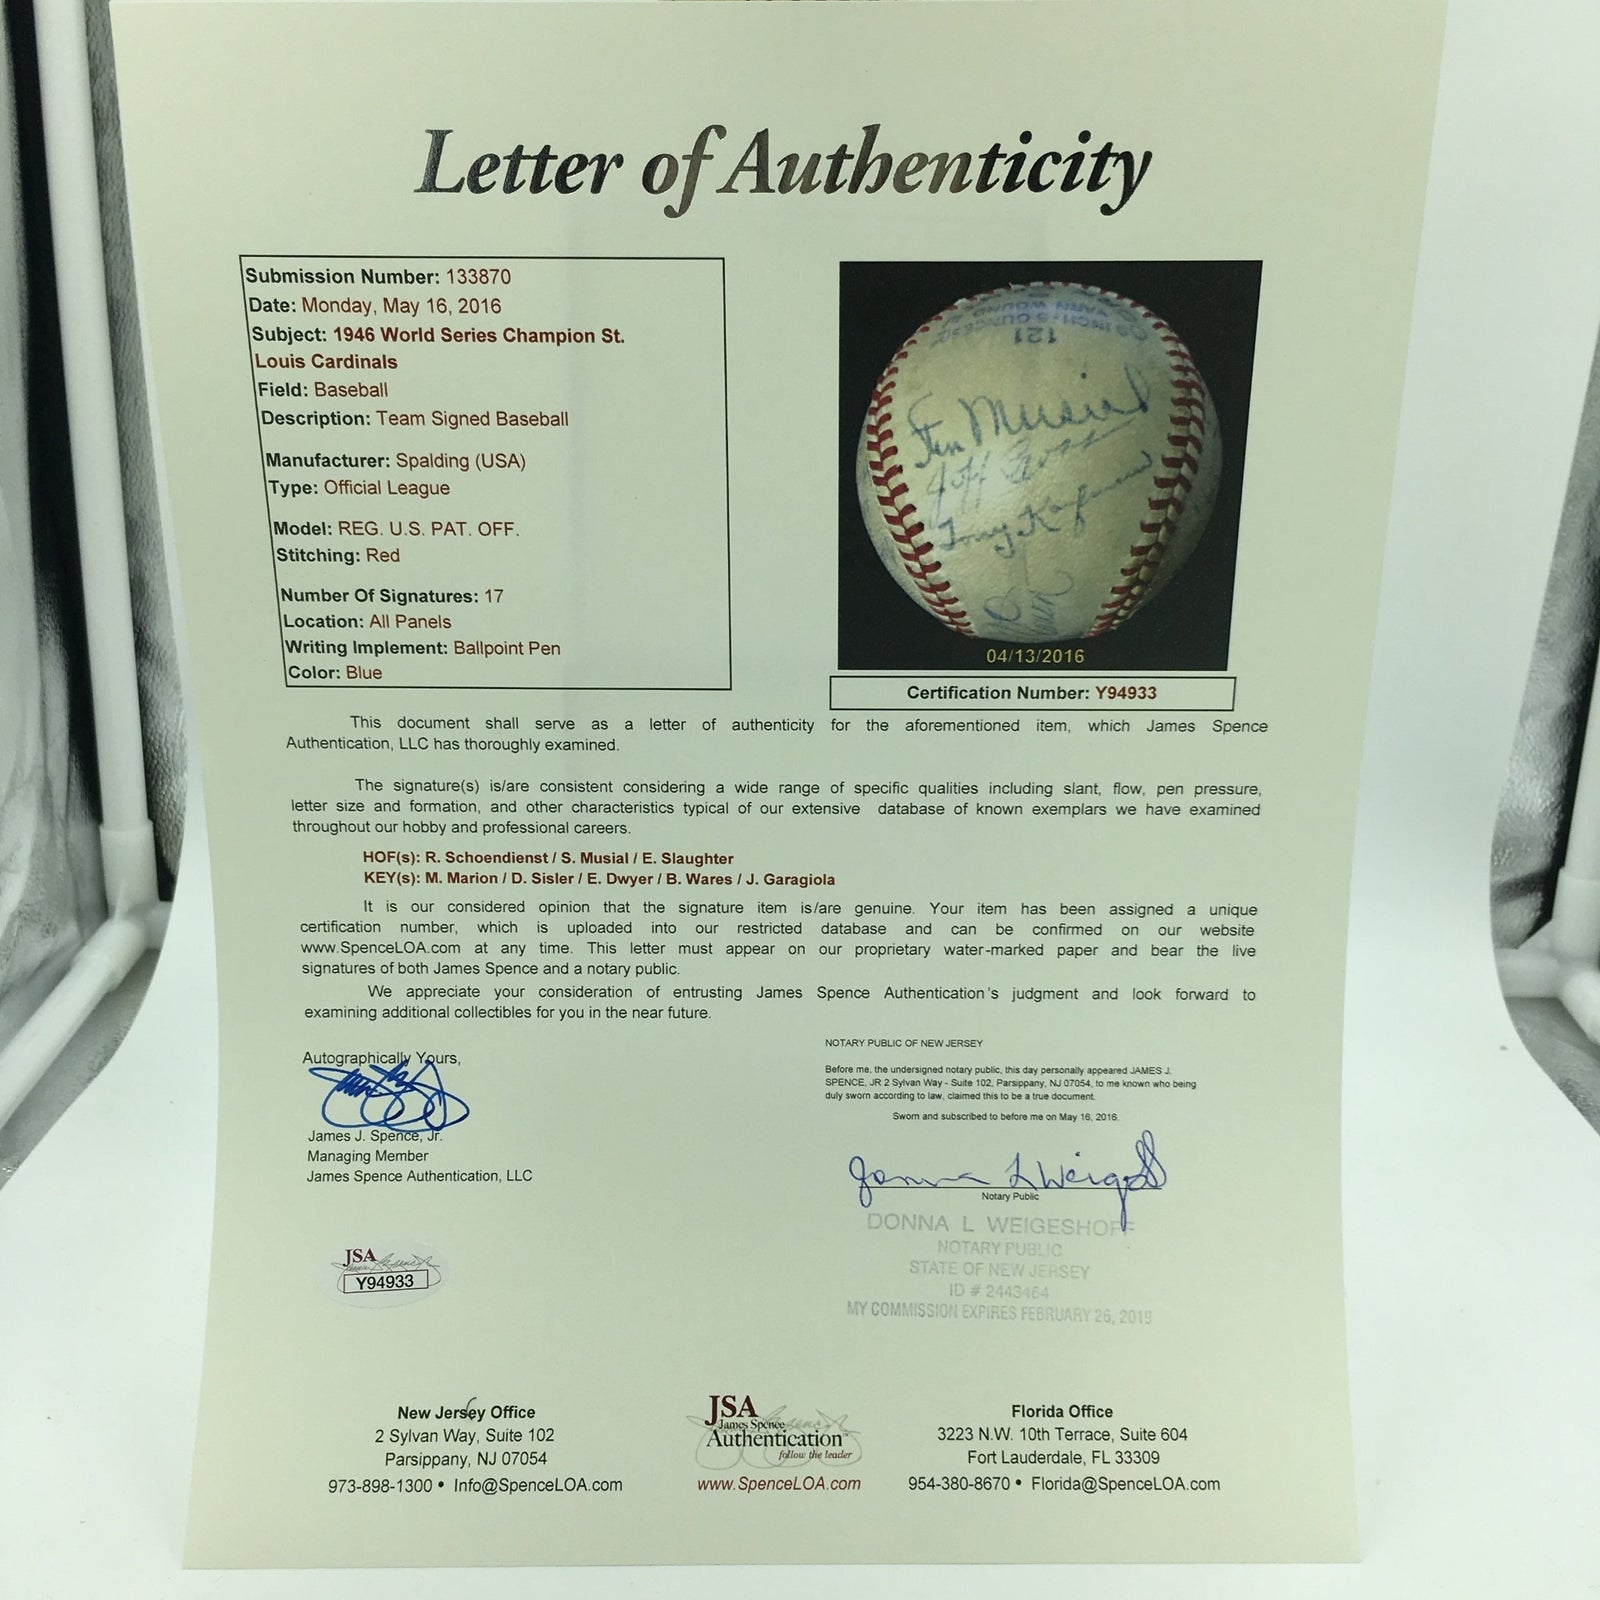 Letter of Authenticity
Submission Number: 133870
Date: Monday, May 16, 2016
Subject: 1946 World Series Champion St.
Louis Cardinals
Field: Baseball
Description: Team Signed Baseball
Manufacturer: Spalding (USA)
Type: Official League
Model: REG. U.S. PAT. OFF.
Stitching: Red
Number Of Signatures: 17
Location: All Panels
Writing Implement: Ballpoint Pen
Color: Blue
121
Stan Musial
Jeff Cross
Tony Kaufmann
04/13/2016
Certification Number: Y94933
This document shall serve as a letter of authenticity for the aforementioned item, which James Spence
Authentication, LLC has thoroughly examined.
The signature(s) is/are consistent considering a wide range of specific qualities including slant, flow, pen pressure,
letter size and formation, and other characteristics typical of our extensive database of known exemplars we have examined
throughout our hobby and professional careers.
HOF(s): R. Schoendienst / S. Musial / E. Slaughter
KEY(s): M. Marion / D. Sisler / E. Dwyer / B. Wares / J. Garagiola
It is our considered opinion that the signature item is/are genuine. Your item has been assigned a unique
certification number, which is uploaded into our restricted database and can be confirmed on our website
www.SpenceLOA.com at any time. This letter must appear on our proprietary water-marked paper and bear the live
signatures of both James Spence and a notary public.
We appreciate your consideration of entrusting James Spence Authentication's judgment and look forward to
examining additional collectibles for you in the near future.
Autographically Yours,
James J. Spence, Jr.
Managing Member
James Spence Authentication, LLC
NOTARY PUBLIC OF NEW JERSEY
Before me, the undersigned notary public, this day personally appeared JAMES J.
SPENCE, JR 2 Sylvan Way - Suite 102, Parsippany, NJ 07054, to me known who being
duly sworn according to law, claimed this to be a true document.
Sworn and subscribed to before me on May 16, 2016.
Donna L Weigeshoff
Notary Public
DONNA L WEIGESHOFF
NOTARY PUBLIC
STATE OF NEW JERSEY
ID # 2443464
MY COMMISSION EXPIRES FEBRUARY 26, 2019
JSA
Y94933
New Jersey Office
2 Sylvan Way, Suite 102
Parsippany, NJ 07054
973-898-1300 • Info@SpenceLOA.com
JSA
James Spence
Authentication™
follow the leader
www.SpenceLOA.com
Florida Office
3223 N.W. 10th Terrace, Suite 604
Fort Lauderdale, FL 33309
954-380-8670 • Florida@SpenceLOA.com